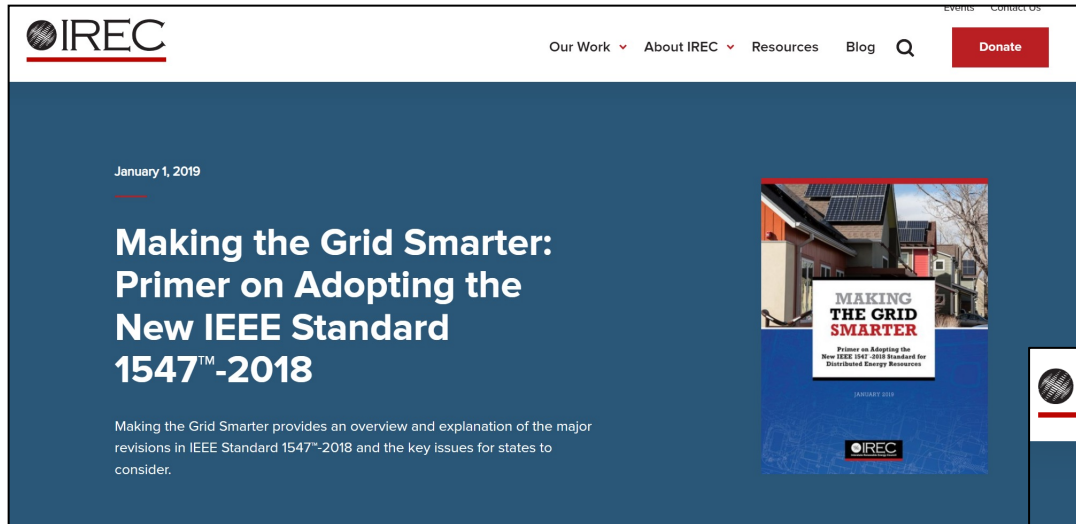 Events Contact Us
IREC
Our Work About IREC Resources Blog Donate
January 1, 2019
Making the Grid Smarter:
Primer on Adopting the
New IEEE Standard
1547™-2018
Making the Grid Smarter provides an overview and explanation of the major
revisions in IEEE Standard 1547™-2018 and the key issues for states to
consider.
MAKING
THE GRID
SMARTER
Primer on Adopting the
New IEEE 1547™-2018 Standard for
Distributed Energy Resources
JANUARY 2019
IREC